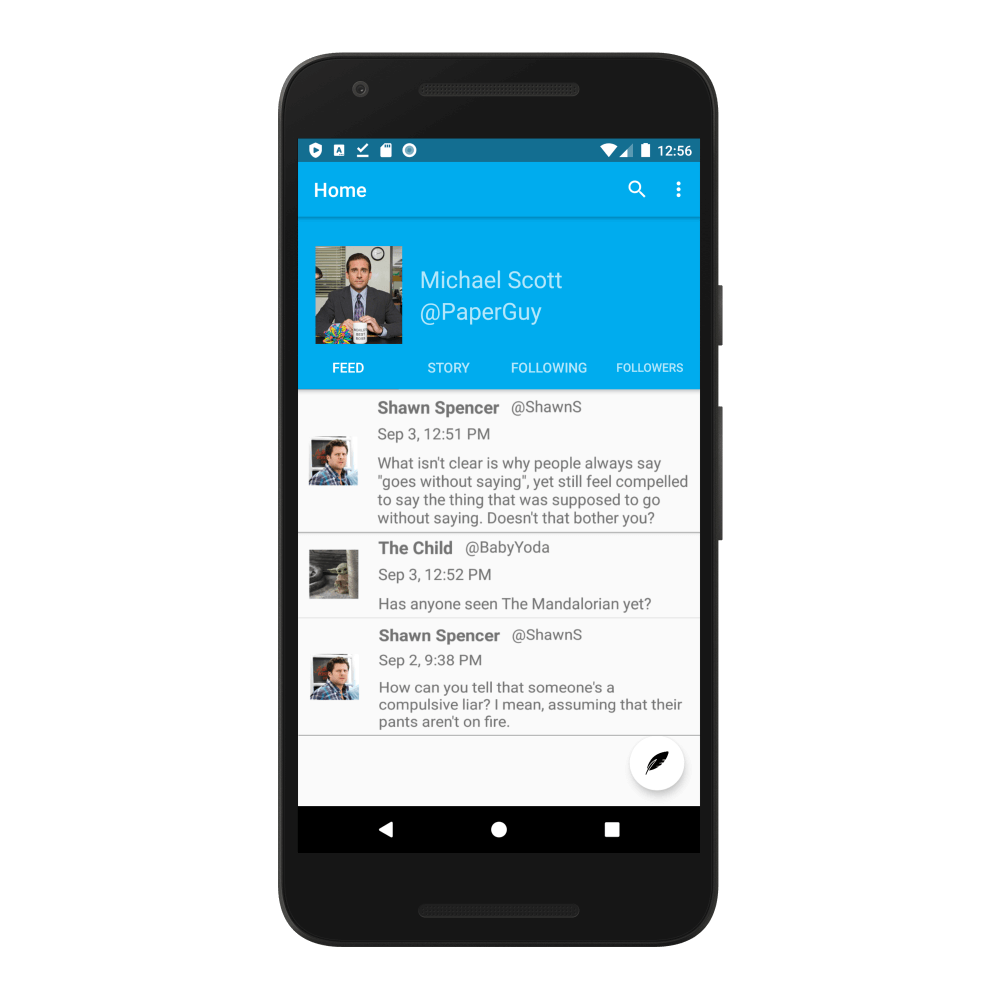 12:56
Home
Michael Scott
@PaperGuy
FEED STORY FOLLOWING FOLLOWERS
Shawn Spencer @ShawnS
Sep 3, 12:51 PM
What isn't clear is why people always say
"goes without saying", yet still feel compelled
to say the thing that was supposed to go
without saying. Doesn't that bother you?
The Child @BabyYoda
Sep 3, 12:52 PM
Has anyone seen The Mandalorian yet?
Shawn Spencer @ShawnS
Sep 2, 9:38 PM
How can you tell that someone's a
compulsive liar? I mean, assuming that their
pants aren't on fire.